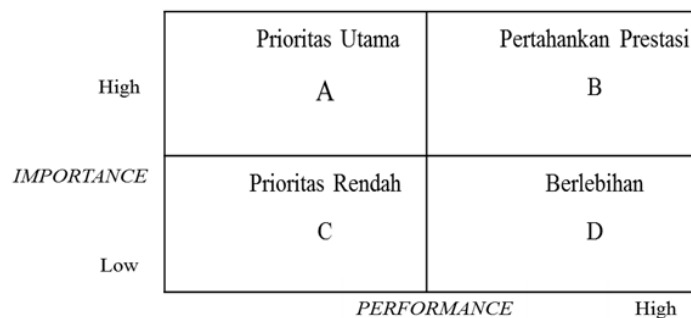 Prioritas Utama
Pertahankan Prestasi
High
A
B
IMPORTANCE
Prioritas Rendah
Berlebihan
C
D
Low
PERFORMANCE
High